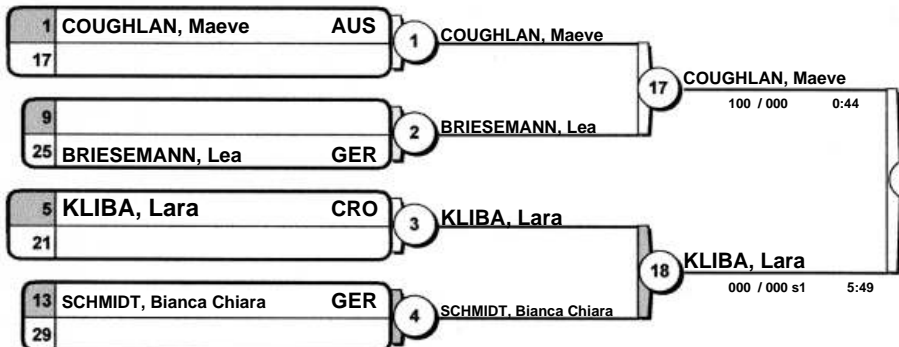 1 COUGHLAN, Maeve AUS
17
1
COUGHLAN, Maeve
9
25 BRIESEMANN, Lea GER
2
BRIESEMANN, Lea
17
COUGHLAN, Maeve
100 / 000 0:44
5 KLIBA, Lara CRO
21
3
KLIBA, Lara
13 SCHMIDT, Bianca Chiara GER
29
4
SCHMIDT, Bianca Chiara
18
KLIBA, Lara
000 / 000 s1 5:49